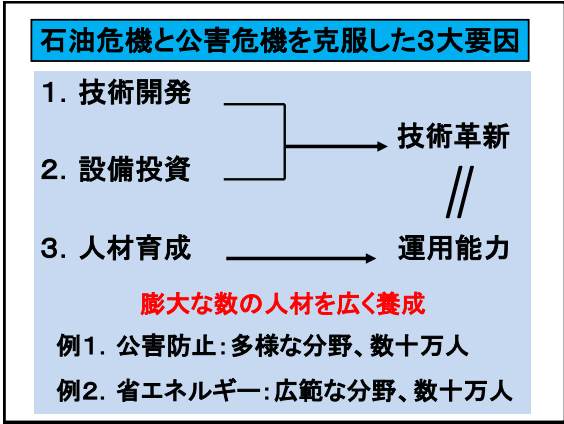 石油危機と公害危機を克服した３大要因
１．技術開発
技術革新
２．設備投資
３．人材育成
運用能力
膨大な数の人材を広く養成
例１．公害防止：多様な分野、数十万人
例２．省エネルギー：広範な分野、数十万人